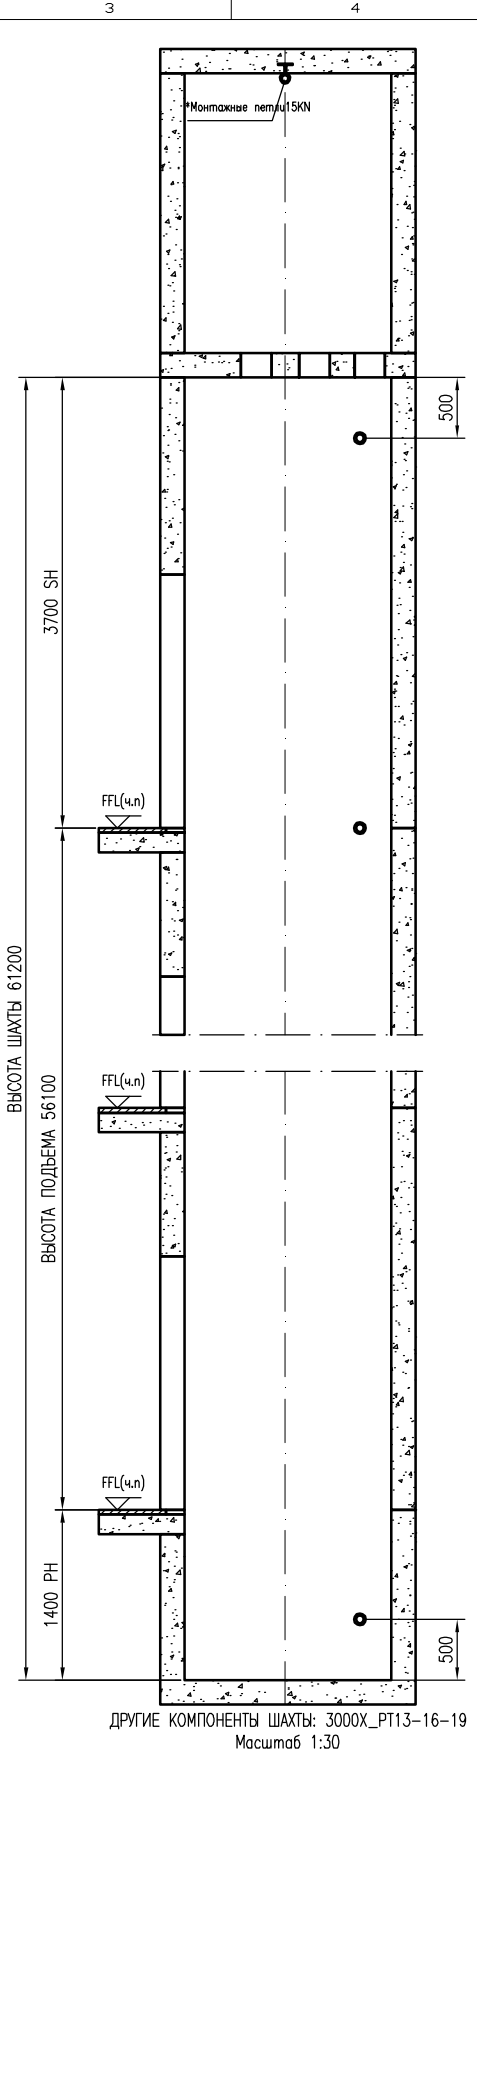 3 4
*Монтажные петли15KN
500
3700 SH
FFL(ч.п)
ВЫСОТА ШАХТЫ 61200
FFL(ч.п)
ВЫСОТА ПОДЪЕМА 56100
FFL(ч.п)
1400 PH
500
ДРУГИЕ КОМПОНЕНТЫ ШАХТЫ: 3000X_PT13-16-19
Масштаб 1:30